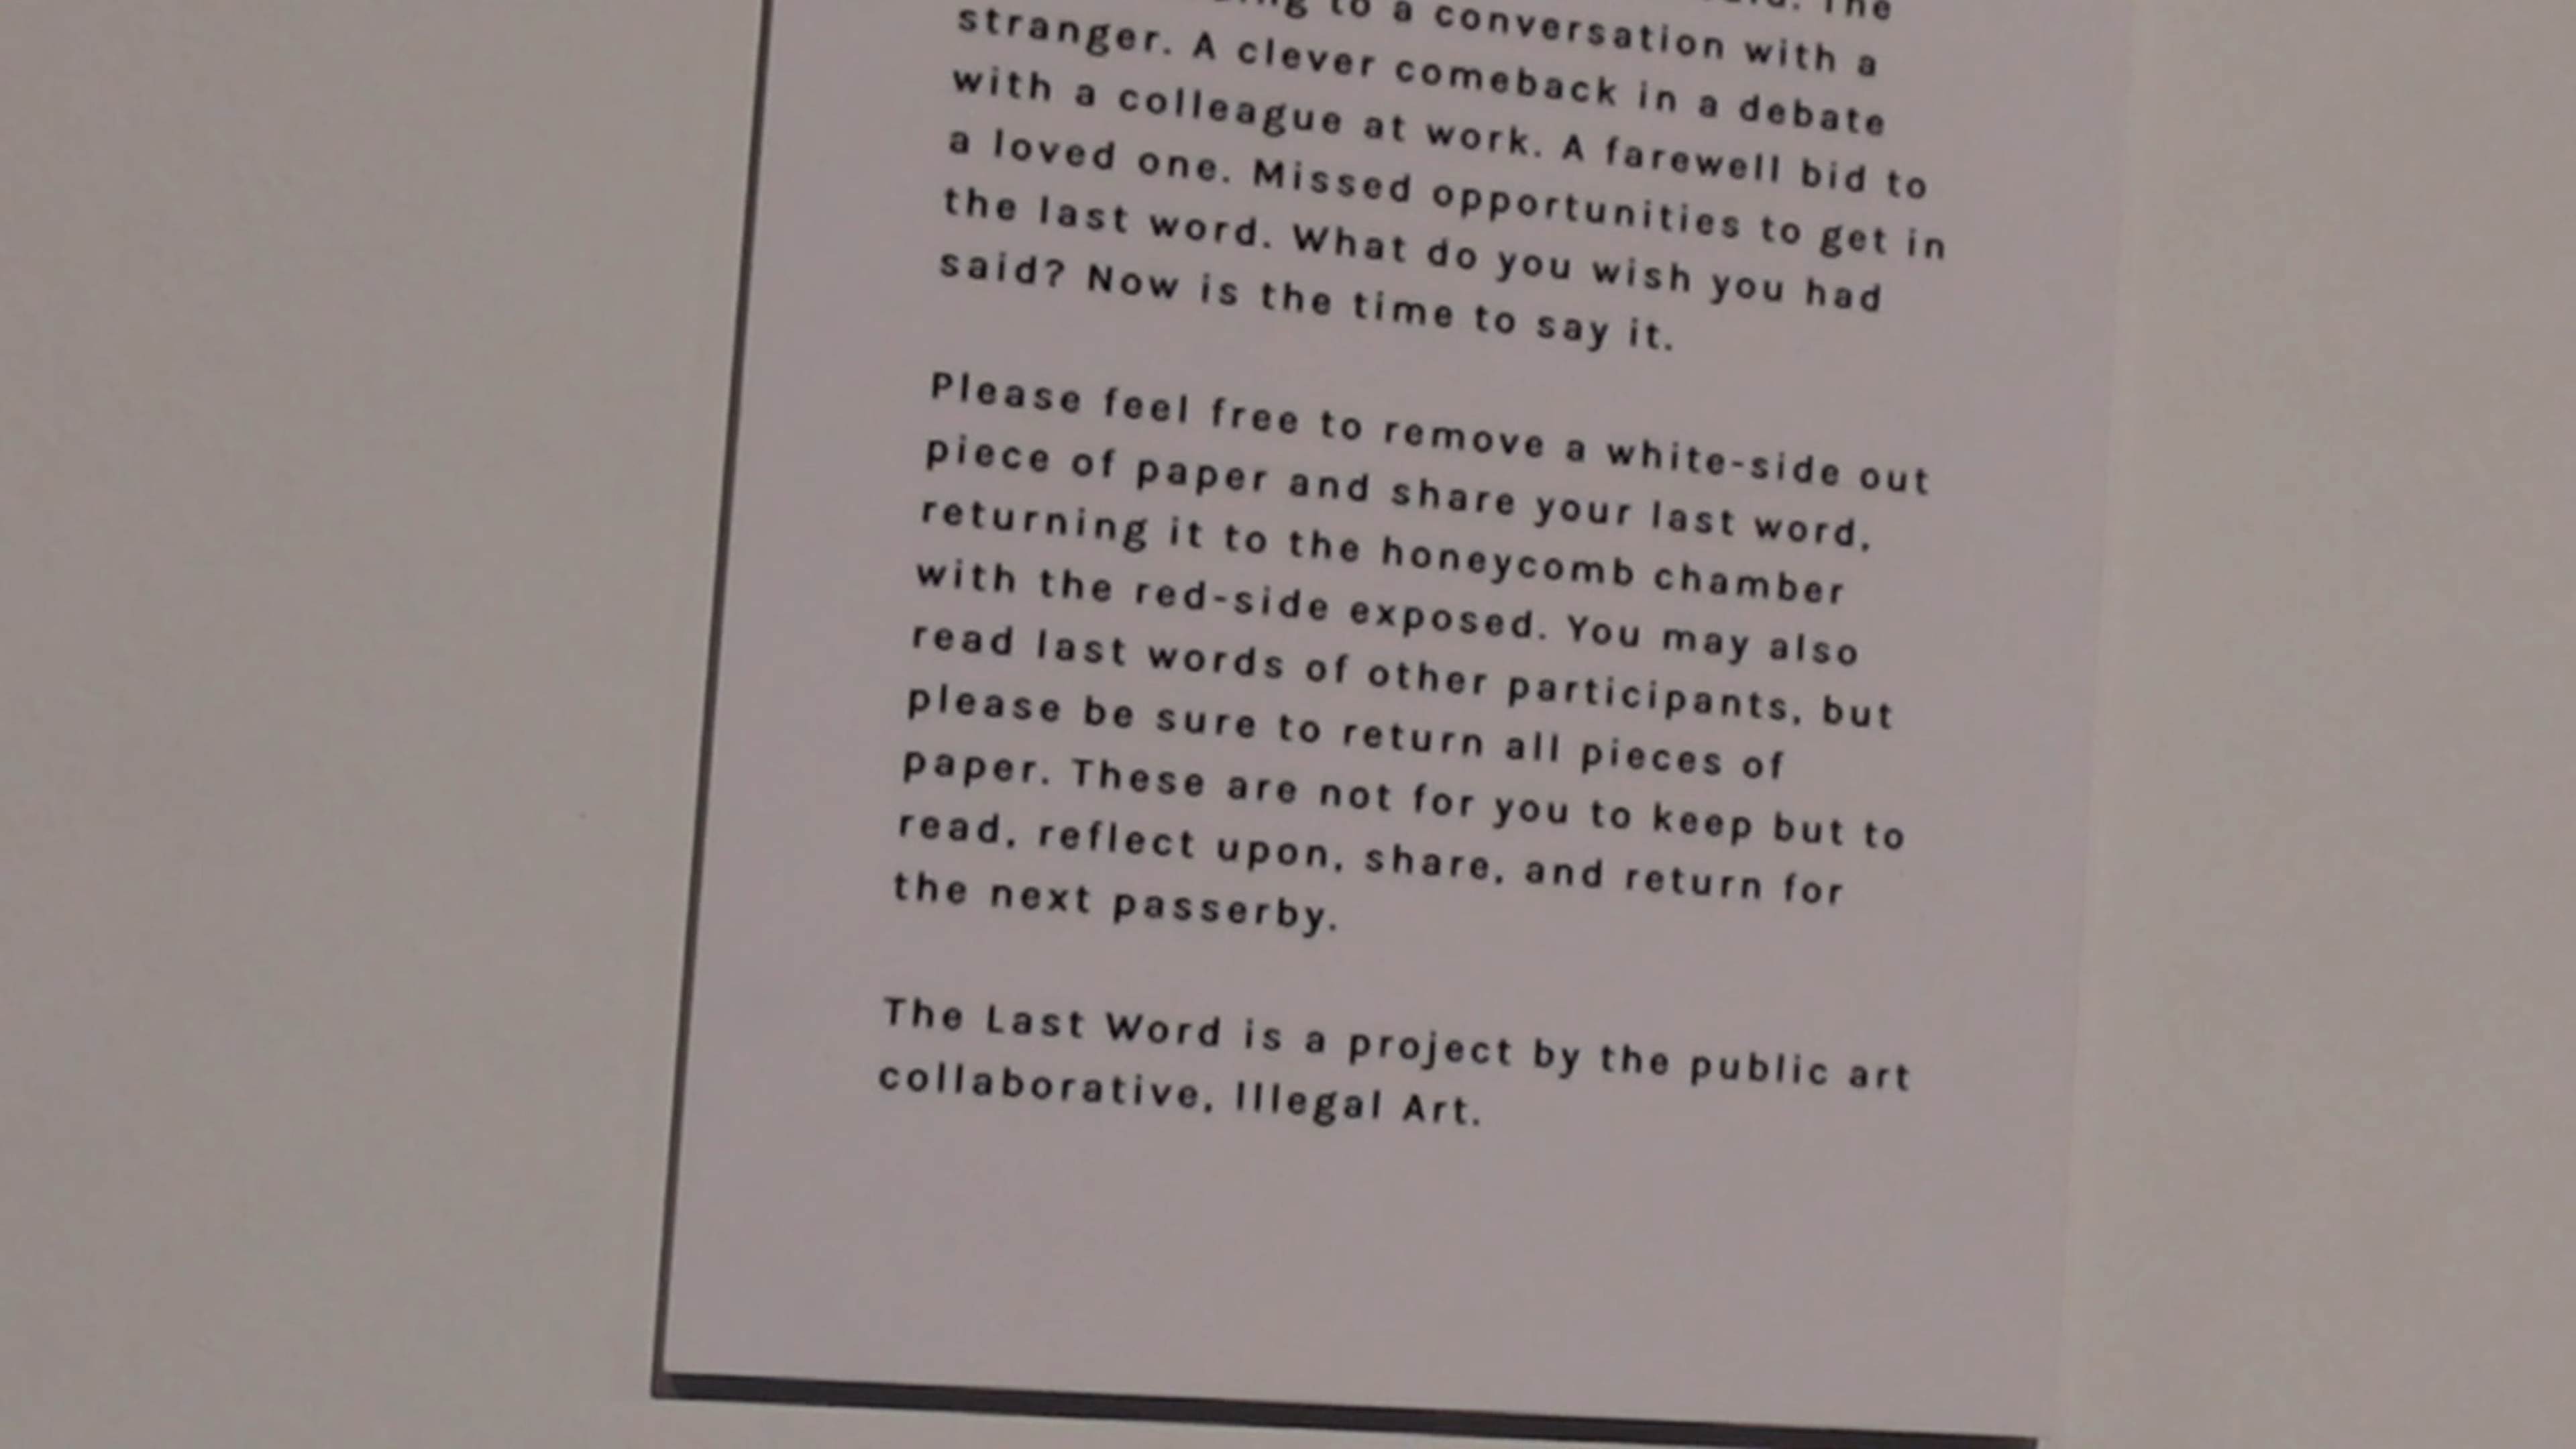 The
to a conversation with a
stranger. A clever comeback in a debate
with a colleague at work. A farewell bid to
a loved one. Missed opportunities to get in
the last word. What do you wish you had
said? Now is the time to say it.
Please feel free to remove a white-side out
piece of paper and share your last word,
returning it to the honeycomb chamber
with the red-side exposed. You may also
read last words of other participants, but
please be sure to return all pieces of
paper. These are not for you to keep but to
read, reflect upon, share, and return for
the next passerby.
The Last Word is a project by the public art
collaborative, Illegal Art.